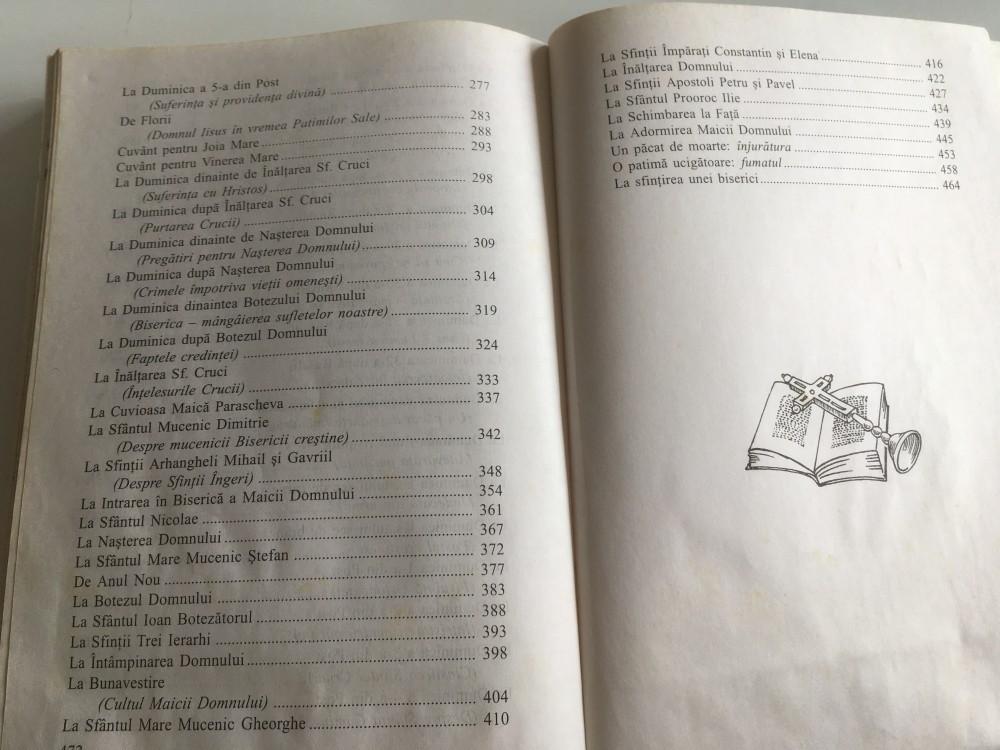 La Duminica a 5-a din Post
(Suferința și providența divină) ........ 277
De Florii
(Domnul Iisus în vremea Patimilor Sale) ........ 283
Cuvânt pentru Joia Mare ........ 288
Cuvânt pentru Vinerea Mare ........ 293
La Duminica dinainte de Înălțarea Sf. Cruci
(Suferința cu Hristos) ........ 298
La Duminica după Înălțarea Sf. Cruci
(Purtarea Crucii) ........ 304
La Duminica dinainte de Nașterea Domnului
(Pregătiri pentru Nașterea Domnului) ........ 309
La Duminica după Nașterea Domnului
(Crimele împotriva vieții omenești) ........ 314
La Duminica dinaintea Botezului Domnului
(Biserica – mângâierea sufletelor noastre) ........ 319
La Duminica după Botezul Domnului
(Faptele credinței) ........ 324
La Înălțarea Sf. Cruci
(Înțelesurile Crucii) ........ 333
La Cuvioasa Maică Parascheva ........ 337
La Sfântul Mucenic Dimitrie
(Despre mucenicii Bisericii creștine) ........ 342
La Sfinții Arhangheli Mihail și Gavriil
(Despre Sfinții Îngeri) ........ 348
La Intrarea în Biserică a Maicii Domnului ........ 354
La Sfântul Nicolae ........ 361
La Nașterea Domnului ........ 367
La Sfântul Mare Mucenic Ștefan ........ 372
De Anul Nou ........ 377
La Botezul Domnului ........ 383
La Sfântul Ioan Botezătorul ........ 388
La Sfinții Trei Ierarhi ........ 393
La Întâmpinarea Domnului ........ 398
La Bunavestire
(Cultul Maicii Domnului) ........ 404
La Sfântul Mare Mucenic Gheorghe ........ 410
472
La Sfinții Împărați Constantin și Elena ........ 416
La Înălțarea Domnului ........ 422
La Sfinții Apostoli Petru și Pavel ........ 427
La Sfântul Prooroc Ilie ........ 434
La Schimbarea la Față ........ 439
La Adormirea Maicii Domnului ........ 445
Un păcat de moarte: înjurătura ........ 453
O patimă ucigătoare: fumatul ........ 458
La sfințirea unei biserici ........ 464